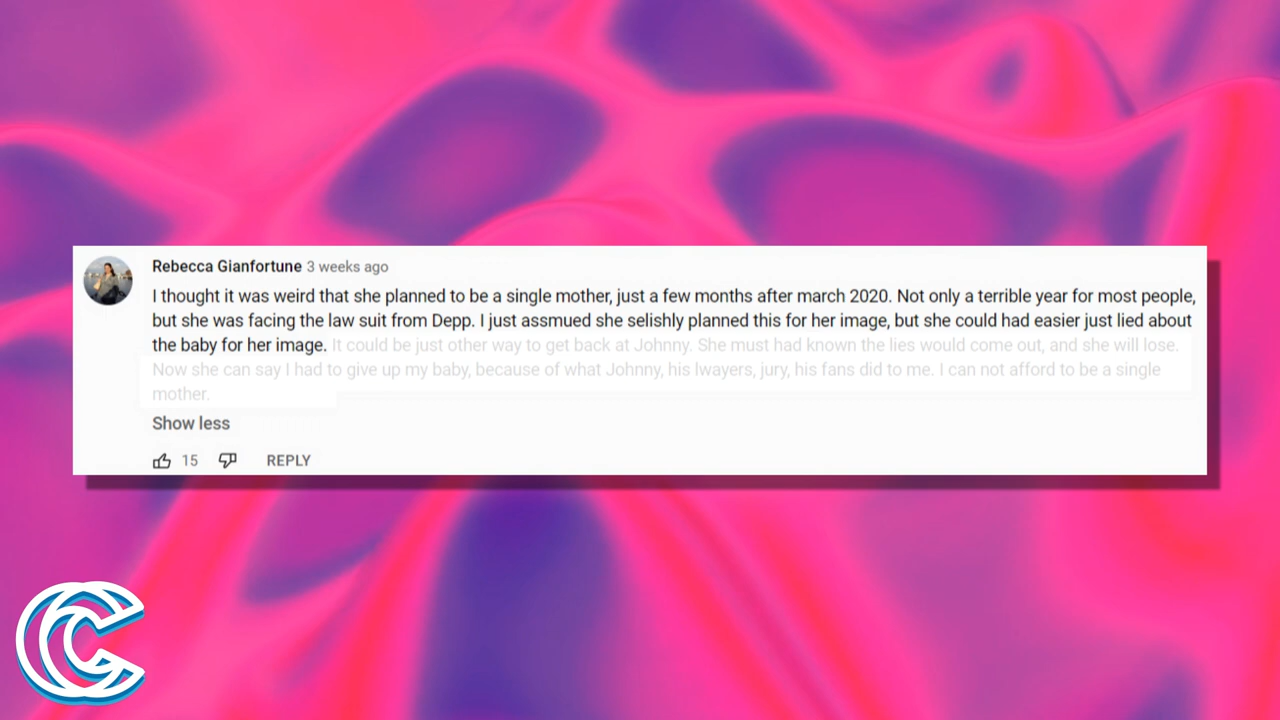 Rebecca Gianfortune 3 weeks ago
I thought it was weird that she planned to be a single mother, just a few months after march 2020. Not only a terrible year for most people,
but she was facing the law suit from Depp. I just assmued she selishly planned this for her image, but she could had easier just lied about
the baby for her image. It could be just other way to get back at Johnny. She must had known the lies would come out, and she will lose.
Now she can say I had to give up my baby, because of what Johnny, his lwayers, jury, his fans did to me. I can not afford to be a single
mother.
Show less
15 REPLY
CC